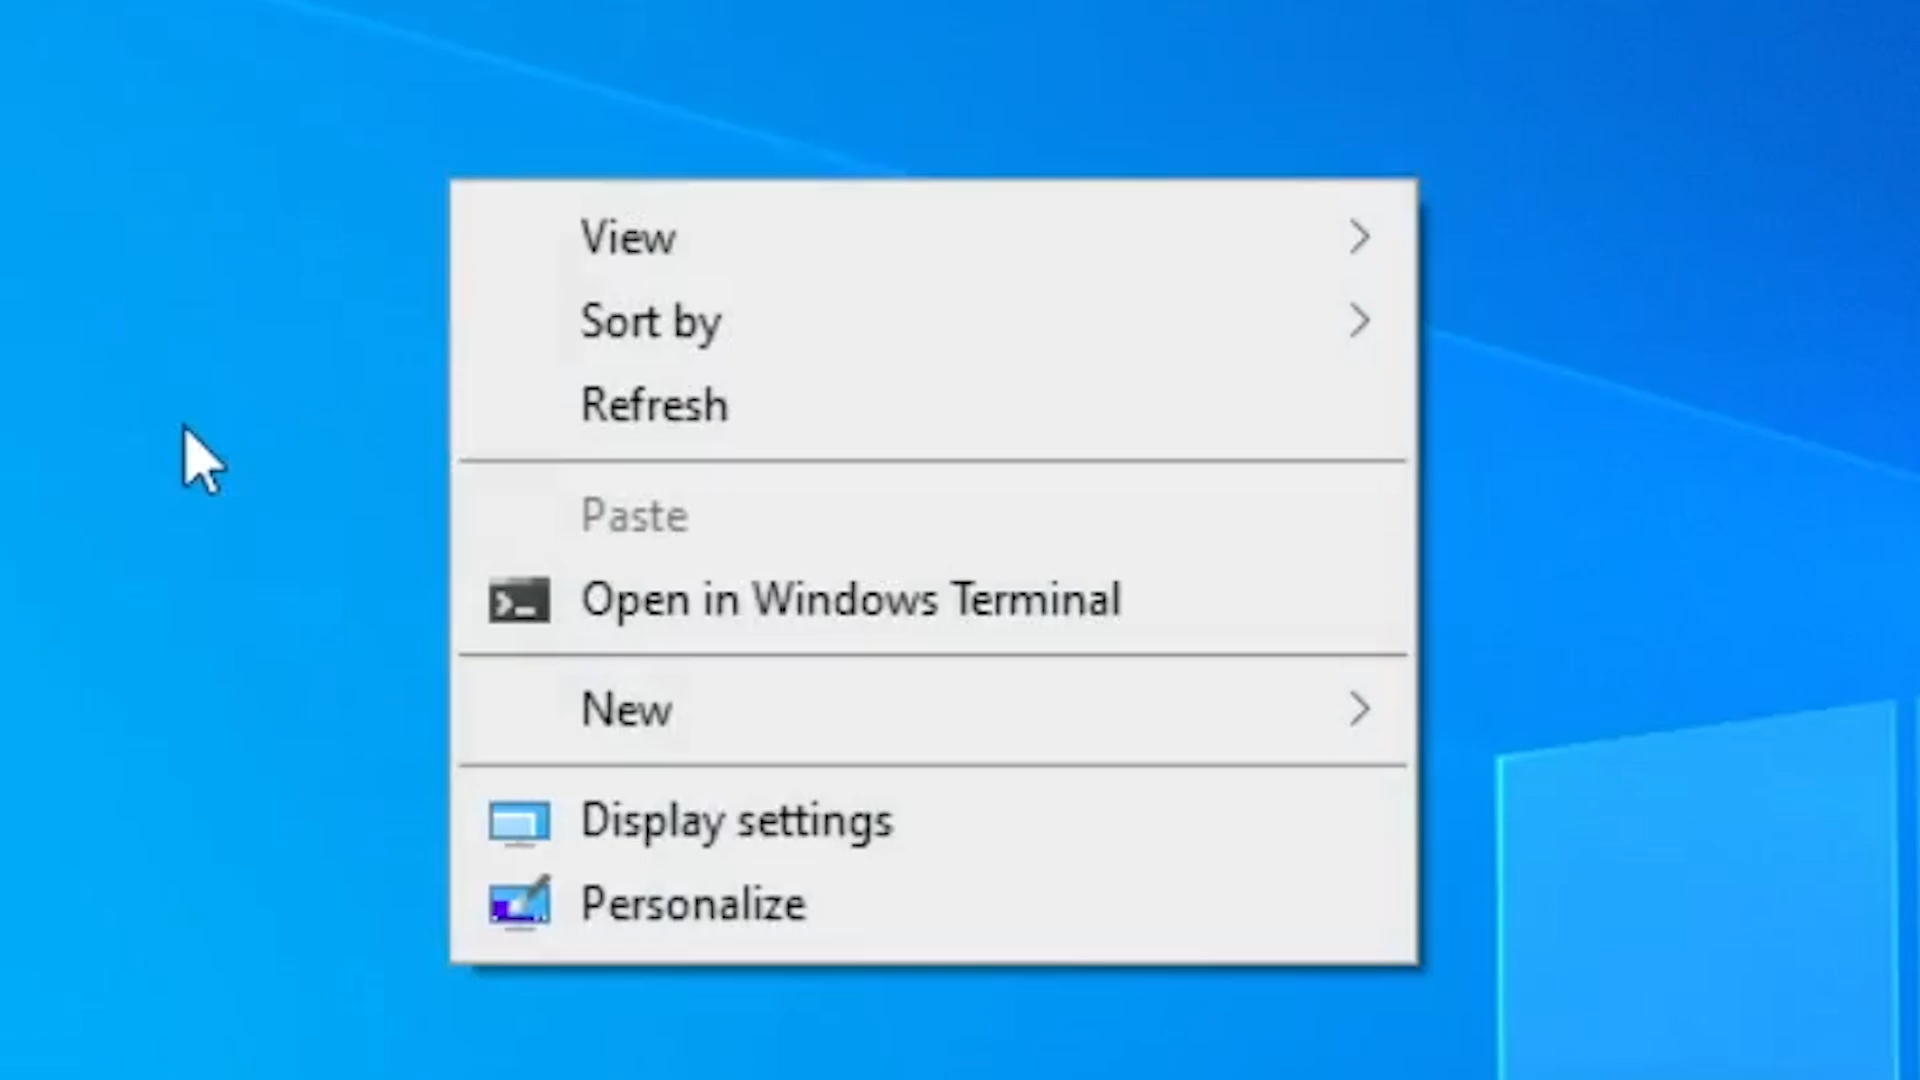 View
Sort by
Refresh
Paste
Open in Windows Terminal
New
Display settings
Personalize